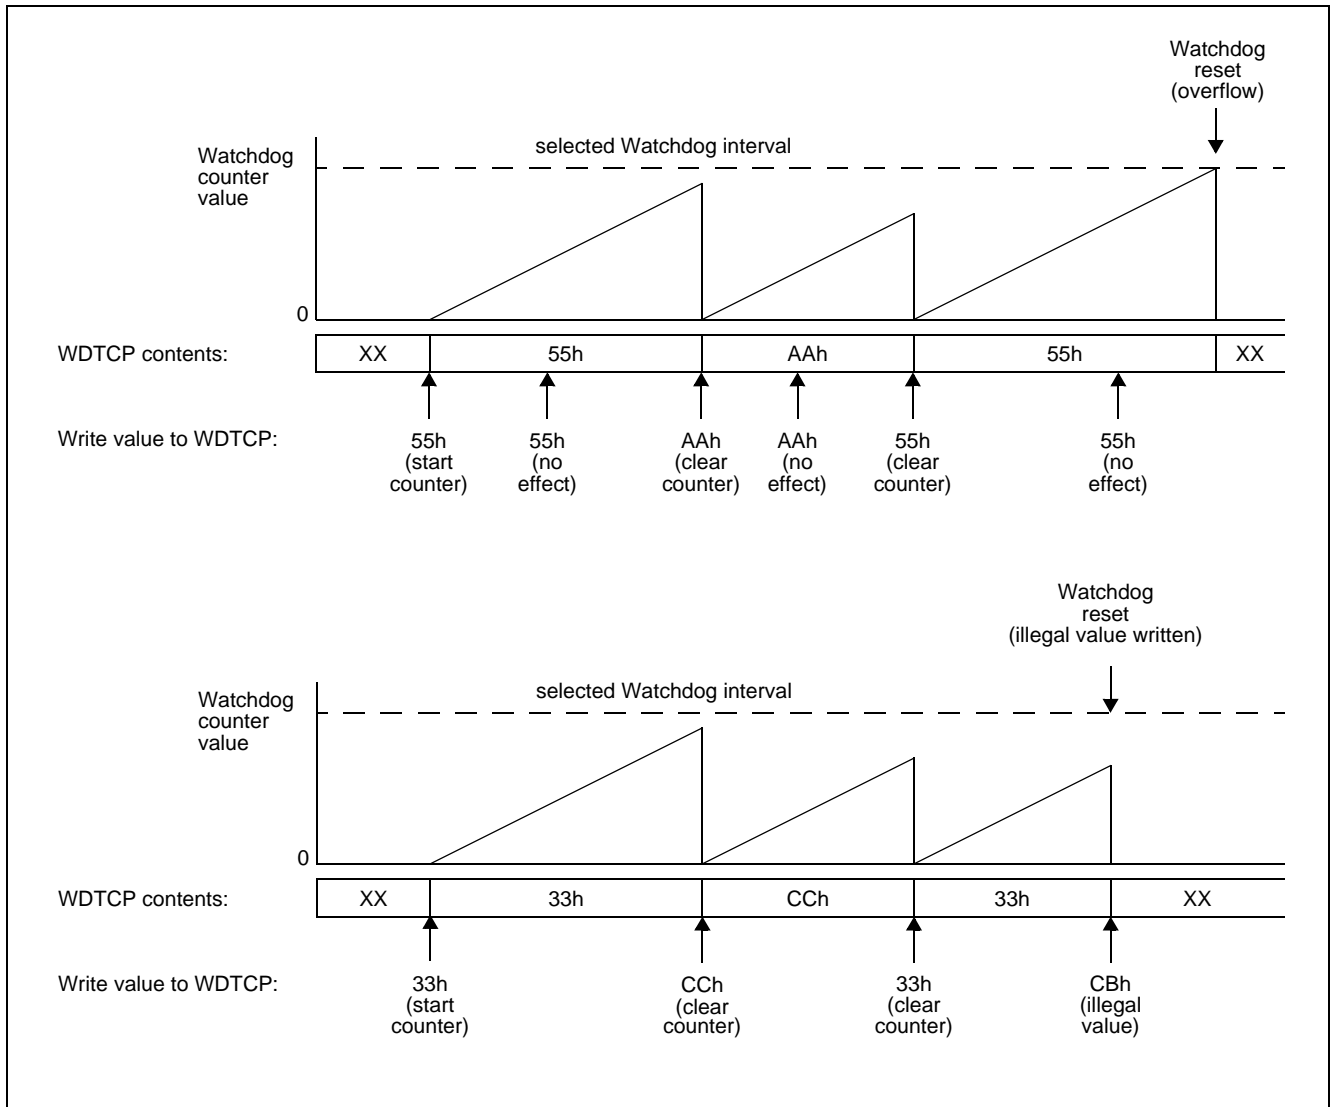 Watchdog
reset
(overflow)
selected Watchdog interval
Watchdog
counter
value
0
WDTCP contents: XX 55h AAh 55h XX
Write value to WDTCP: 55h 55h AAh AAh 55h 55h
(start (no (clear (no (clear (no
counter) effect) counter) effect) counter) effect)
Watchdog
reset
(illegal value written)
selected Watchdog interval
Watchdog
counter
value
0
WDTCP contents: XX 33h CCh 33h XX
Write value to WDTCP: 33h CCh 33h CBh
(start (clear (clear (illegal
counter) counter) counter) value)